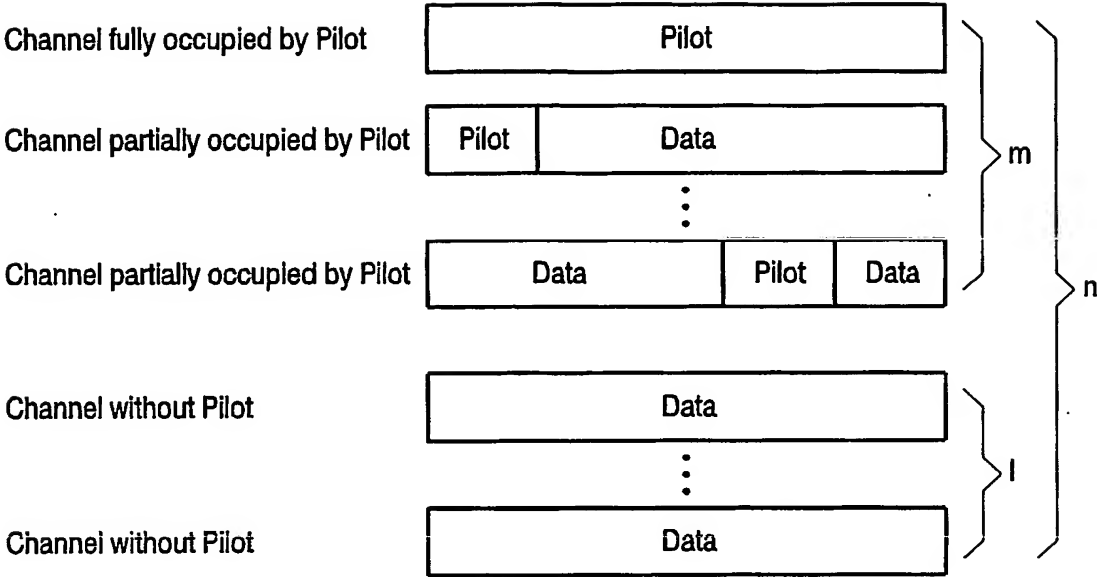 Channel fully occupied by Pilot Pilot
Channel partially occupied by Pilot Pilot Data
m
Channel partially occupied by Pilot Data Pilot Data
n
Channel without Pilot Data
l
Channel without Pilot Data